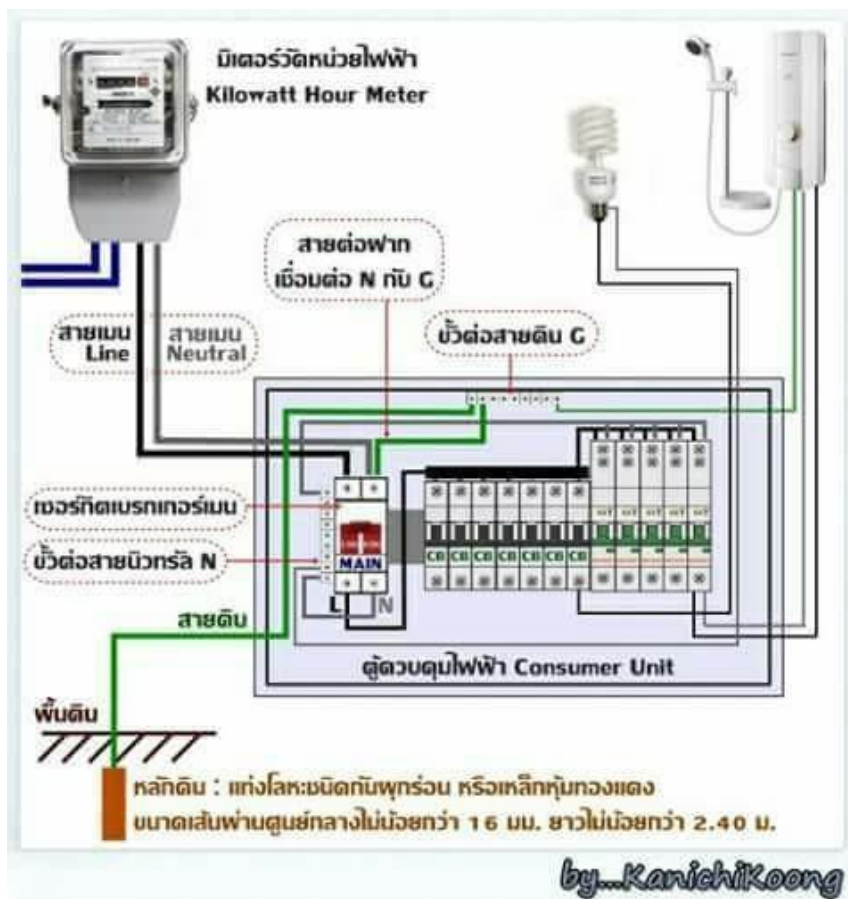 มิเตอร์วัดหน่วยไฟฟ้า
Kilowatt Hour Meter
สายต่อฝาก
เชื่อมต่อ N กับ G
สายเมน
Line
สายเมน
Neutral
ขั้วต่อสายดิน G
เซอร์กิตเบรกเกอร์เมน
ขั้วต่อสายนิวทรัล N
MAIN
CB CB CB CB CB CB CB
L
N
สายดิน
ตู้ควบคุมไฟฟ้า Consumer Unit
พื้นดิน
หลักดิน : แท่งโลหะชนิดกันผุกร่อน หรือเหล็กหุ้มทองแดง
ขนาดเส้นผ่านศูนย์กลางไม่น้อยกว่า 16 มม. ยาวไม่น้อยกว่า 2.40 ม.
by...KanichiKoong